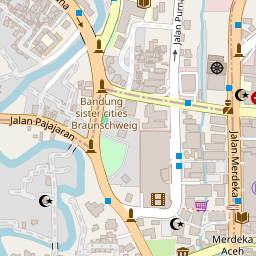 Jalan Purna
Bandung
sister cities
Braunschweig
Jalan Pajajaran
Jalan Merdeka
Merdeka
Aceh